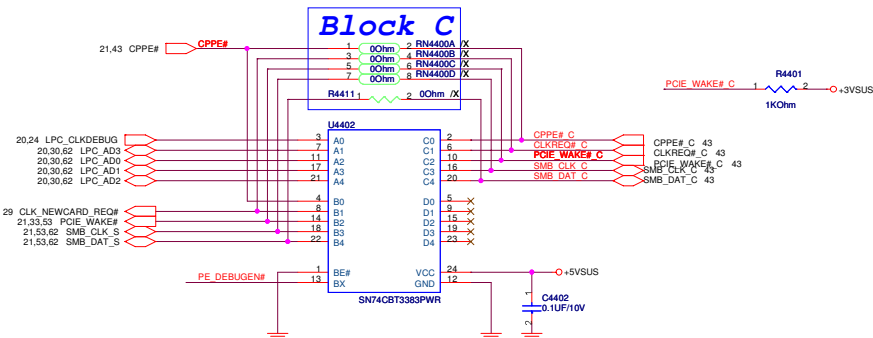 Block C
21,43 CPPE# CPPE#
1 0Ohm 2 RN4400A /X
3 0Ohm 4 RN4400B /X
5 0Ohm 6 RN4400C /X
7 0Ohm 8 RN4400D /X
R4411 1 2 0Ohm /X
R4401
PCIE_WAKE#_C 1 2 +3VSUS
1KOhm
U4402
20,24 LPC_CLKDEBUG 3 A0 C0 2 CPPE#_C CPPE#_C 43
20,30,62 LPC_AD3 7 A1 C1 6 CLKREQ#_C CLKREQ#_C 43
20,30,62 LPC_AD0 11 A2 C2 10 PCIE_WAKE#_C PCIE_WAKE#_C 43
20,30,62 LPC_AD1 17 A3 C3 16 SMB_CLK_C SMB_CLK_C 43
20,30,62 LPC_AD2 21 A4 C4 20 SMB_DAT_C SMB_DAT_C 43
4 B0 D0 5
29 CLK_NEWCARD_REQ# 8 B1 D1 9
21,33,53 PCIE_WAKE# 14 B2 D2 15
21,53,62 SMB_CLK_S 18 B3 D3 19
21,53,62 SMB_DAT_S 22 B4 D4 23
1 BE# VCC 24 +5VSUS
PE_DEBUGEN# 13 BX GND 12
SN74CBT3383PWR
1 C4402
0.1UF/10V
2